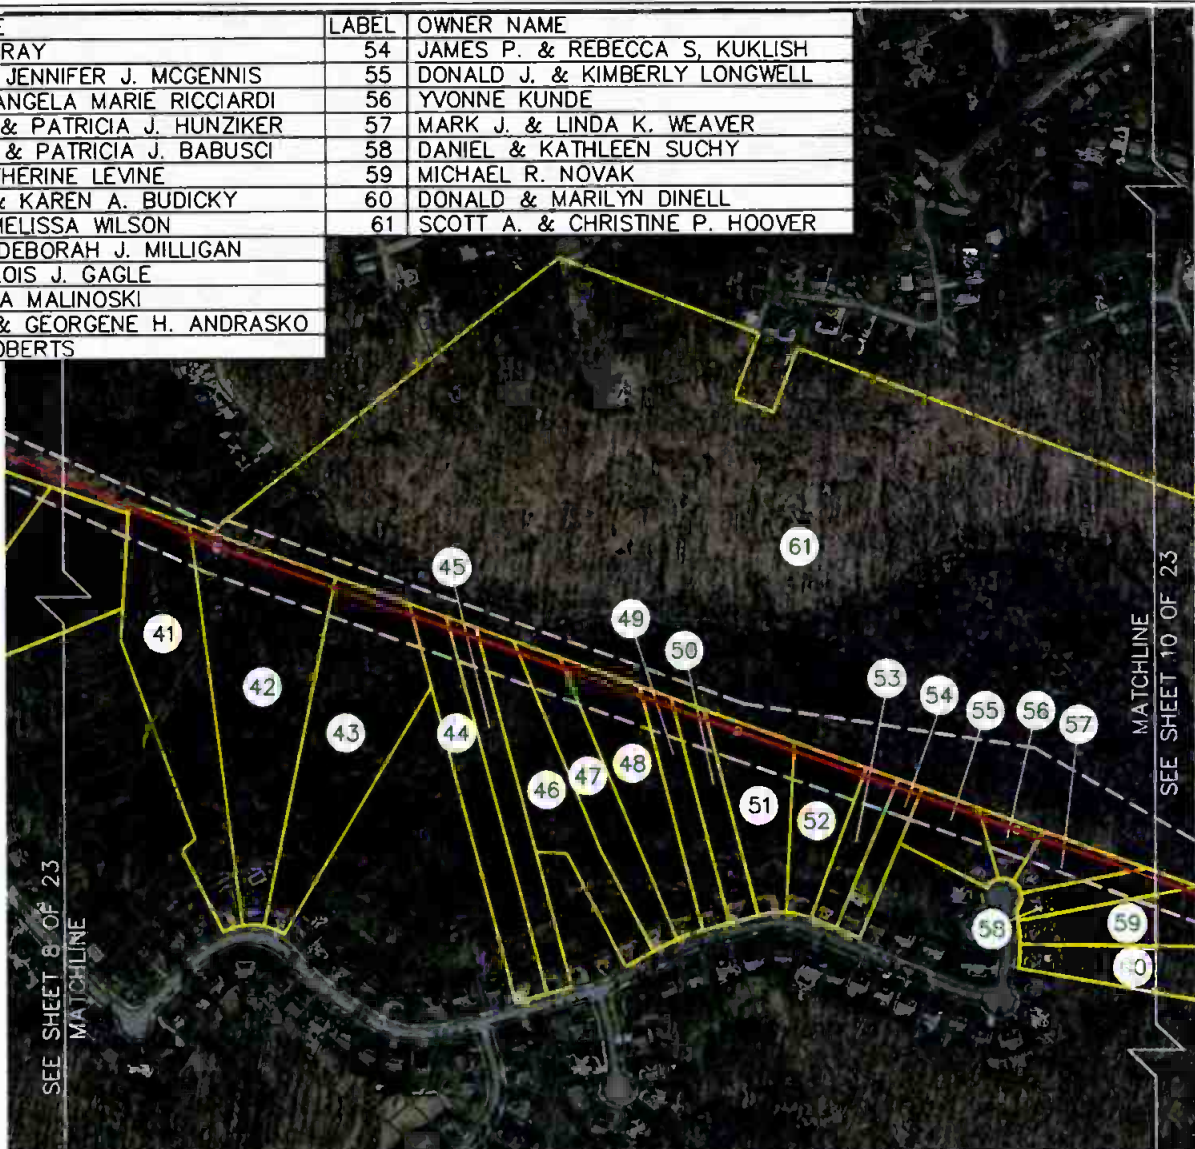 LABEL OWNER NAME
RAY 54 JAMES P. & REBECCA S, KUKLISH
JENNIFER J. MCGENNIS 55 DONALD J. & KIMBERLY LONGWELL
ANGELA MARIE RICCIARDI 56 YVONNE KUNDE
& PATRICIA J. HUNZIKER 57 MARK J. & LINDA K. WEAVER
& PATRICIA J. BABUSCI 58 DANIEL & KATHLEEN SUCHY
HERINE LEVINE 59 MICHAEL R. NOVAK
& KAREN A. BUDICKY 60 DONALD & MARILYN DINELL
MELISSA WILSON 61 SCOTT A. & CHRISTINE P. HOOVER
DEBORAH J. MILLIGAN
LOIS J. GAGLE
A MALINOSKI
& GEORGENE H. ANDRASKO
OBERTS
61
45
49
50
41
42
43
44
46
47
48
51
52
53
54
55
56
57
58
59
MATCHLINE
SEE SHEET 10 OF 23
SEE SHEET 8 OF 23
MATCHLINE